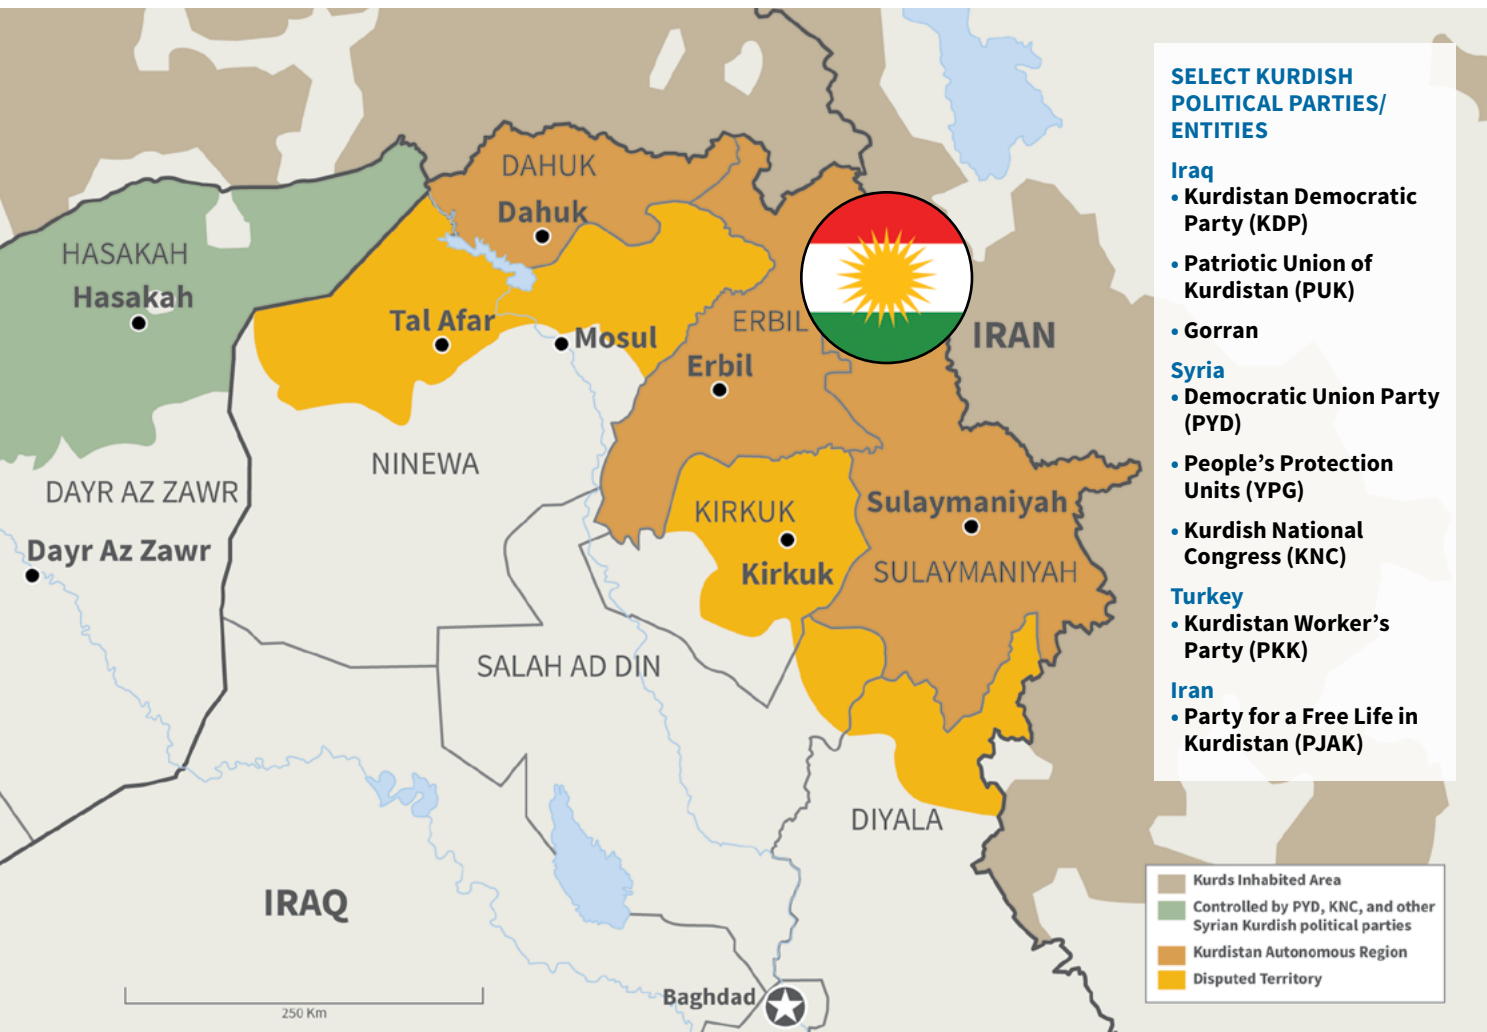 SELECT KURDISH
POLITICAL PARTIES/
ENTITIES
Iraq
• Kurdistan Democratic
Party (KDP)
• Patriotic Union of
Kurdistan (PUK)
• Gorran
Syria
• Democratic Union Party
(PYD)
• People’s Protection
Units (YPG)
• Kurdish National
Congress (KNC)
Turkey
• Kurdistan Worker’s
Party (PKK)
Iran
• Party for a Free Life in
Kurdistan (PJAK)
DAHUK
Dahuk
HASAKAH
Hasakah
Tal Afar
Mosul
ERBIL
Erbil
IRAN
NINEWA
DAYR AZ ZAWR
Dayr Az Zawr
KIRKUK
Kirkuk
Sulaymaniyah
SULAYMANIYAH
SALAH AD DIN
DIYALA
IRAQ
Baghdad
250 Km
Kurds Inhabited Area
Controlled by PYD, KNC, and other
Syrian Kurdish political parties
Kurdistan Autonomous Region
Disputed Territory